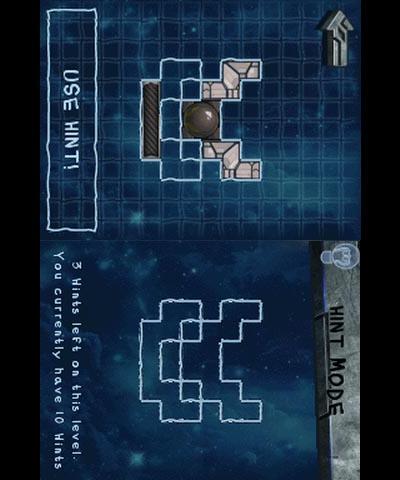 USE HINT!
HINT MODE
3 Hints left on this level.
You currently have 10 Hints